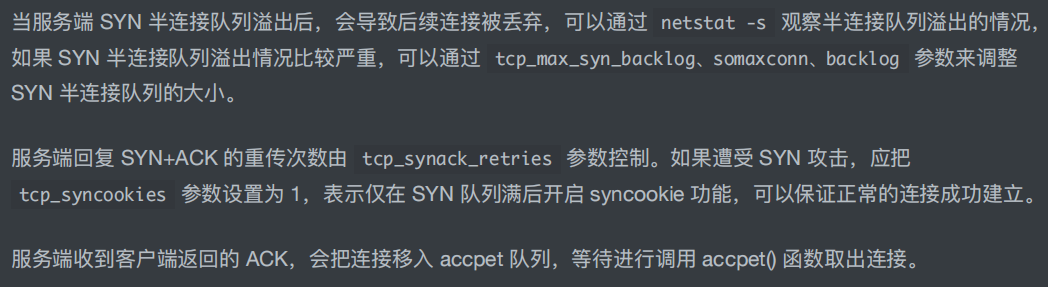 当服务端 SYN 半连接队列溢出后，会导致后续连接被丢弃，可以通过 netstat -s 观察半连接队列溢出的情况，
如果 SYN 半连接队列溢出情况比较严重，可以通过 tcp_max_syn_backlog、somaxconn、backlog 参数来调整
SYN 半连接队列的大小。
服务端回复 SYN+ACK 的重传次数由 tcp_synack_retries 参数控制。如果遭受 SYN 攻击，应把
tcp_syncookies 参数设置为 1，表示仅在 SYN 队列满后开启 syncookie 功能，可以保证正常的连接成功建立。
服务端收到客户端返回的 ACK，会把连接移入 accpet 队列，等待进行调用 accpet() 函数取出连接。